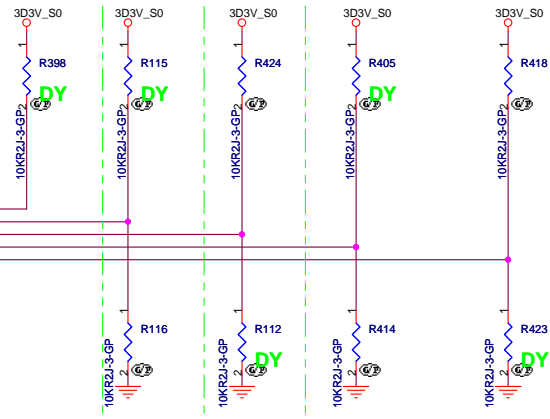 3D3V_S0 3D3V_S0 3D3V_S0 3D3V_S0 3D3V_S0
1 1 1 1 1
R398 R115 R424 R405 R418
DY DY DY
2 2 2 2 2
10KR2J-3-GP 10KR2J-3-GP 10KR2J-3-GP 10KR2J-3-GP 10KR2J-3-GP
1 1 1 1
R116 R112 R414 R423
DY DY
2 2 2 2
10KR2J-3-GP 10KR2J-3-GP 10KR2J-3-GP 10KR2J-3-GP